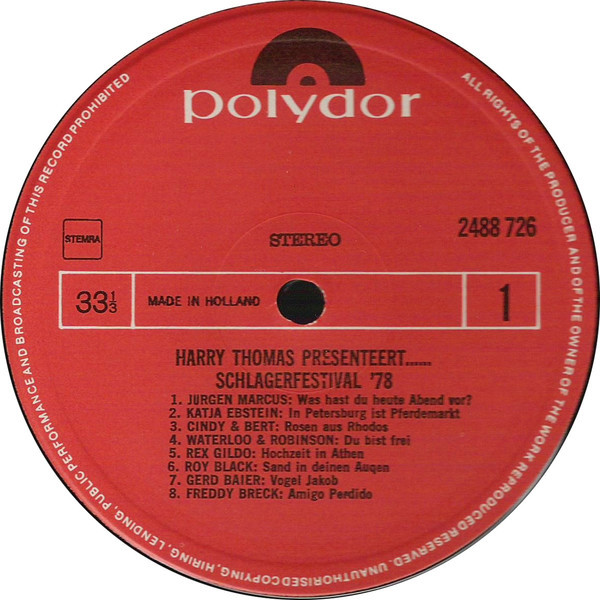 polydor
STEMRA
STEREO
2488 726
33⅓
MADE IN HOLLAND
1
HARRY THOMAS PRESENTEERT......
SCHLAGERFESTIVAL '78
1. JURGEN MARCUS: Was hast du heute Abend vor?
2. KATJA EBSTEIN: In Petersburg ist Pferdemarkt
3. CINDY & BERT: Rosen aus Rhodos
4. WATERLOO & ROBINSON: Du bist frei
5. REX GILDO: Hochzeit in Athen
6. ROY BLACK: Sand in deinen Augen
7. GERD BAIER: Vogel Jakob
8. FREDDY BRECK: Amigo Perdido
ALL RIGHTS OF THE PRODUCER AND OF THE OWNER OF THE WORK REPRODUCED RESERVED. UNAUTHORISED COPYING, HIRING, LENDING, PUBLIC PERFORMANCE AND BROADCASTING OF THIS RECORD PROHIBITED